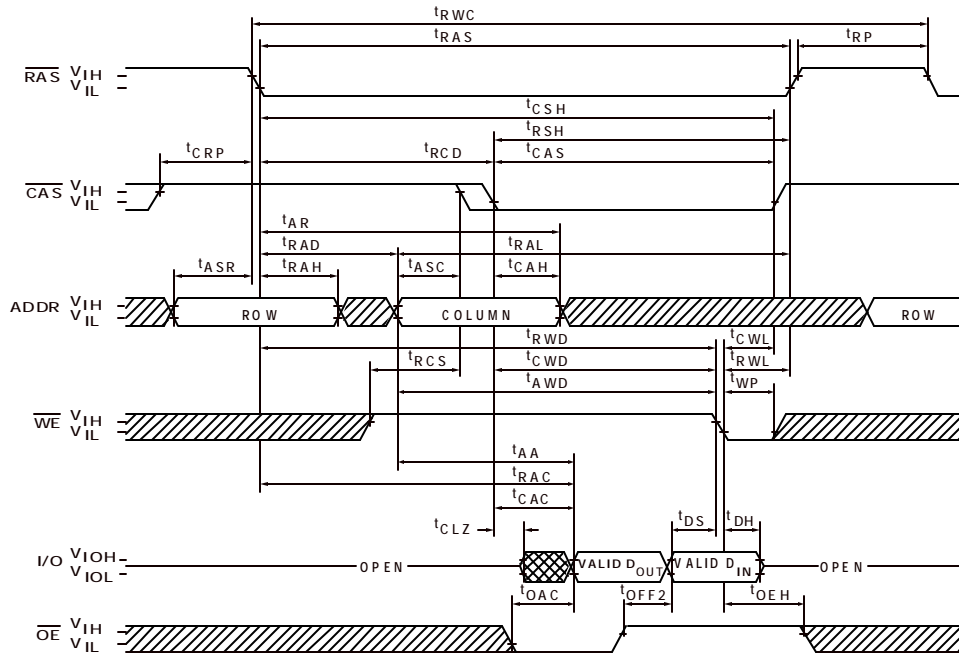 tRWC
tRAS
tRP
RAS VIH
VIL
tCSH
tRSH
tCRP
tRCD
tCAS
CAS VIH
VIL
tAR
tRAD
tRAL
tASR
tRAH
tASC
tCAH
ADDR VIH
VIL
ROW
COLUMN
ROW
tRWD
tCWL
tRCS
tCWD
tRWL
tAWD
tWP
WE VIH
VIL
tAA
tRAC
tCAC
tCLZ
tDS
tDH
I/O VIOH
VIOL
OPEN
VALID DOUT
VALID DIN
OPEN
tOAC
tOFF2
tOEH
OE VIH
VIL